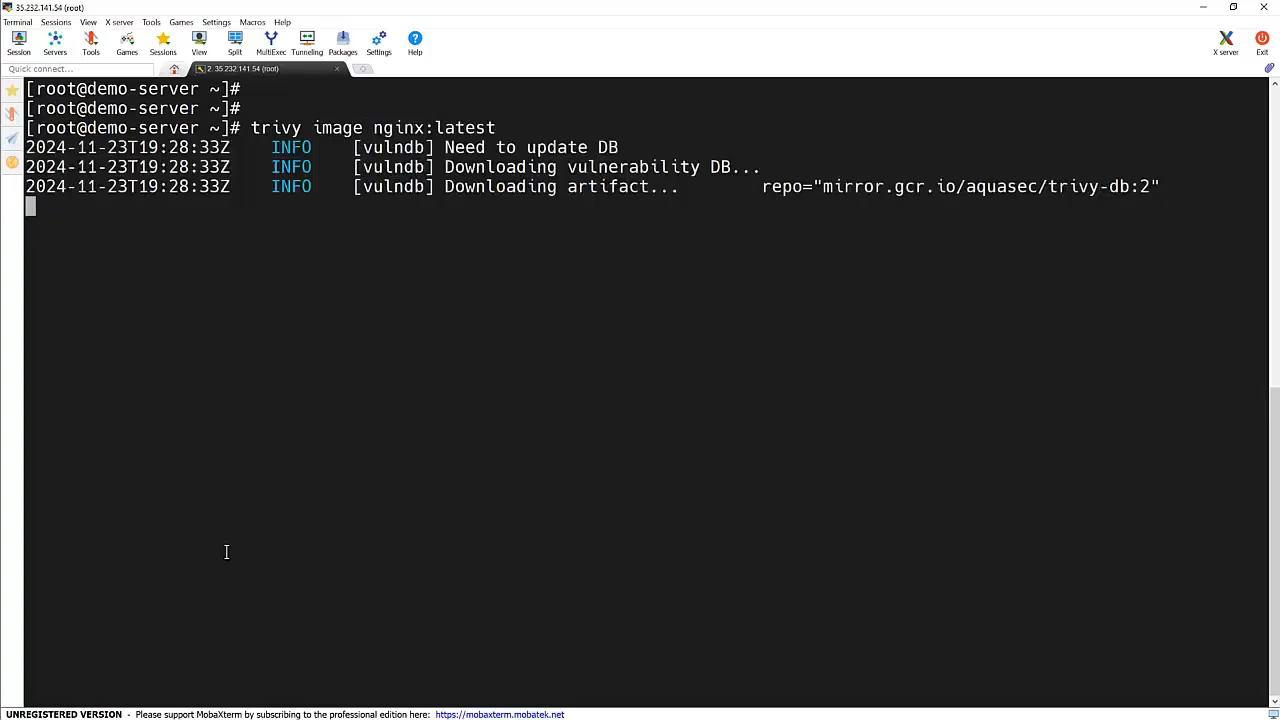 35.232.141.54 (root)
Terminal Sessions View X server Tools Games Settings Macros Help
Session Servers Tools Games Sessions View Split MultiExec Tunneling Packages Settings Help X server Exit
Quick connect... 2. 35.232.141.54 (root)
[root@demo-server ~]#
[root@demo-server ~]#
[root@demo-server ~]# trivy image nginx:latest
2024-11-23T19:28:33Z INFO [vulndb] Need to update DB
2024-11-23T19:28:33Z INFO [vulndb] Downloading vulnerability DB...
2024-11-23T19:28:33Z INFO [vulndb] Downloading artifact... repo="mirror.gcr.io/aquasec/trivy-db:2"
UNREGISTERED VERSION - Please support MobaXterm by subscribing to the professional edition here: https://mobaxterm.mobatek.net